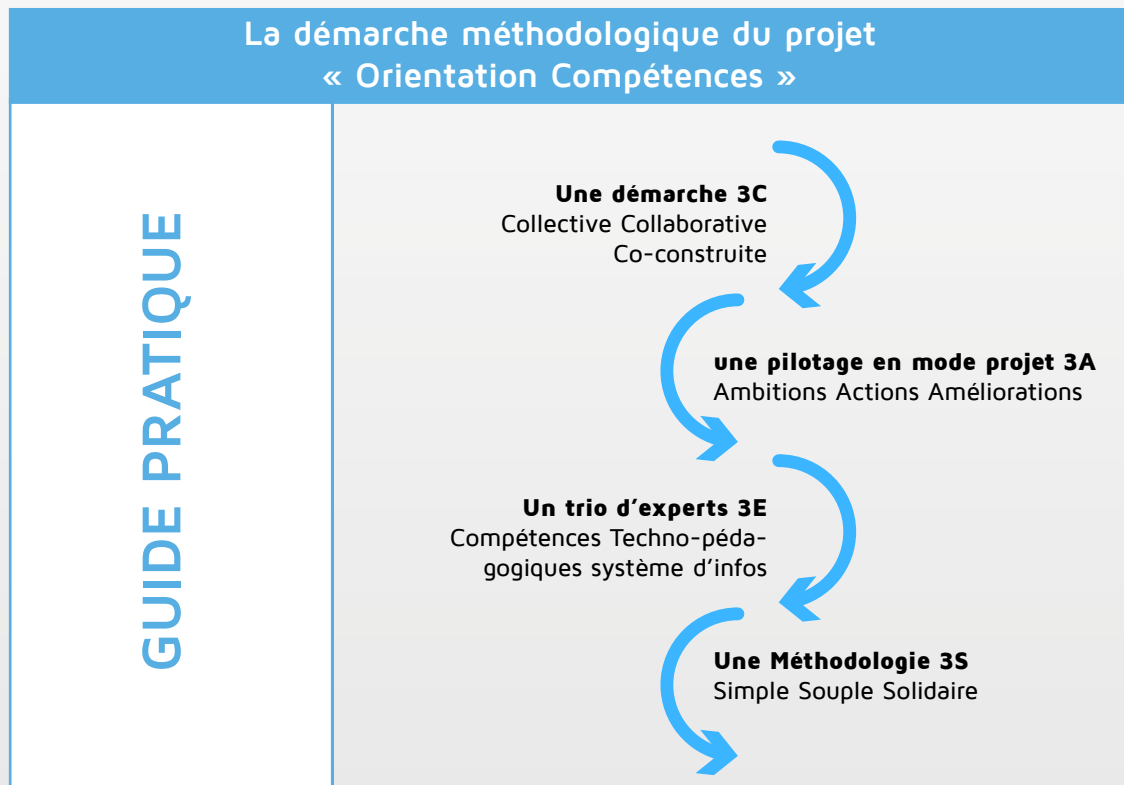 La démarche méthodologique du projet
« Orientation Compétences »
GUIDE PRATIQUE
Une démarche 3C
Collective Collaborative
Co-construite
une pilotage en mode projet 3A
Ambitions Actions Améliorations
Un trio d’experts 3E
Compétences Techno-péda-
gogiques système d’infos
Une Méthodologie 3S
Simple Souple Solidaire